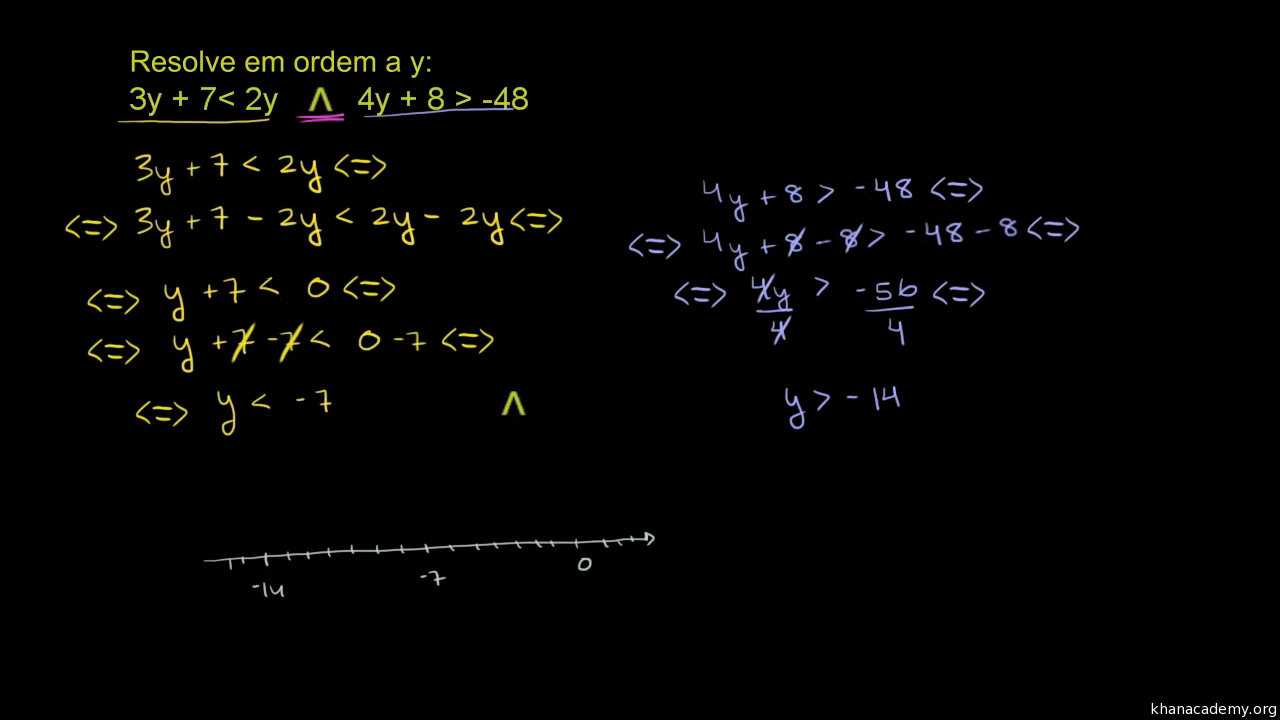 Resolve em ordem a y:
3y + 7< 2y ∧ 4y + 8 > -48
3y + 7 < 2y <=>
<=> 3y + 7 - 2y < 2y - 2y <=>
<=> y + 7 < 0 <=>
<=> y + 7 - 7 < 0 - 7 <=>
<=> y < -7
∧
4y + 8 > -48 <=>
<=> 4y + 8 - 8 > -48 - 8 <=>
<=> 4y/4 > -56/4 <=>
y > -14
-14 -7 0
khanacademy.org